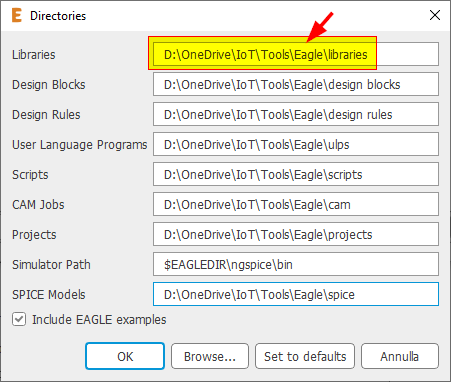 Directories
Libraries D:\OneDrive\IoT\Tools\Eagle\libraries
Design Blocks D:\OneDrive\IoT\Tools\Eagle\design blocks
Design Rules D:\OneDrive\IoT\Tools\Eagle\design rules
User Language Programs D:\OneDrive\IoT\Tools\Eagle\ulps
Scripts D:\OneDrive\IoT\Tools\Eagle\scripts
CAM Jobs D:\OneDrive\IoT\Tools\Eagle\cam
Projects D:\OneDrive\IoT\Tools\Eagle\projects
Simulator Path $EAGLEDIR\ngspice\bin
SPICE Models D:\OneDrive\IoT\Tools\Eagle\spice
Include EAGLE examples
OK Browse... Set to defaults Annulla